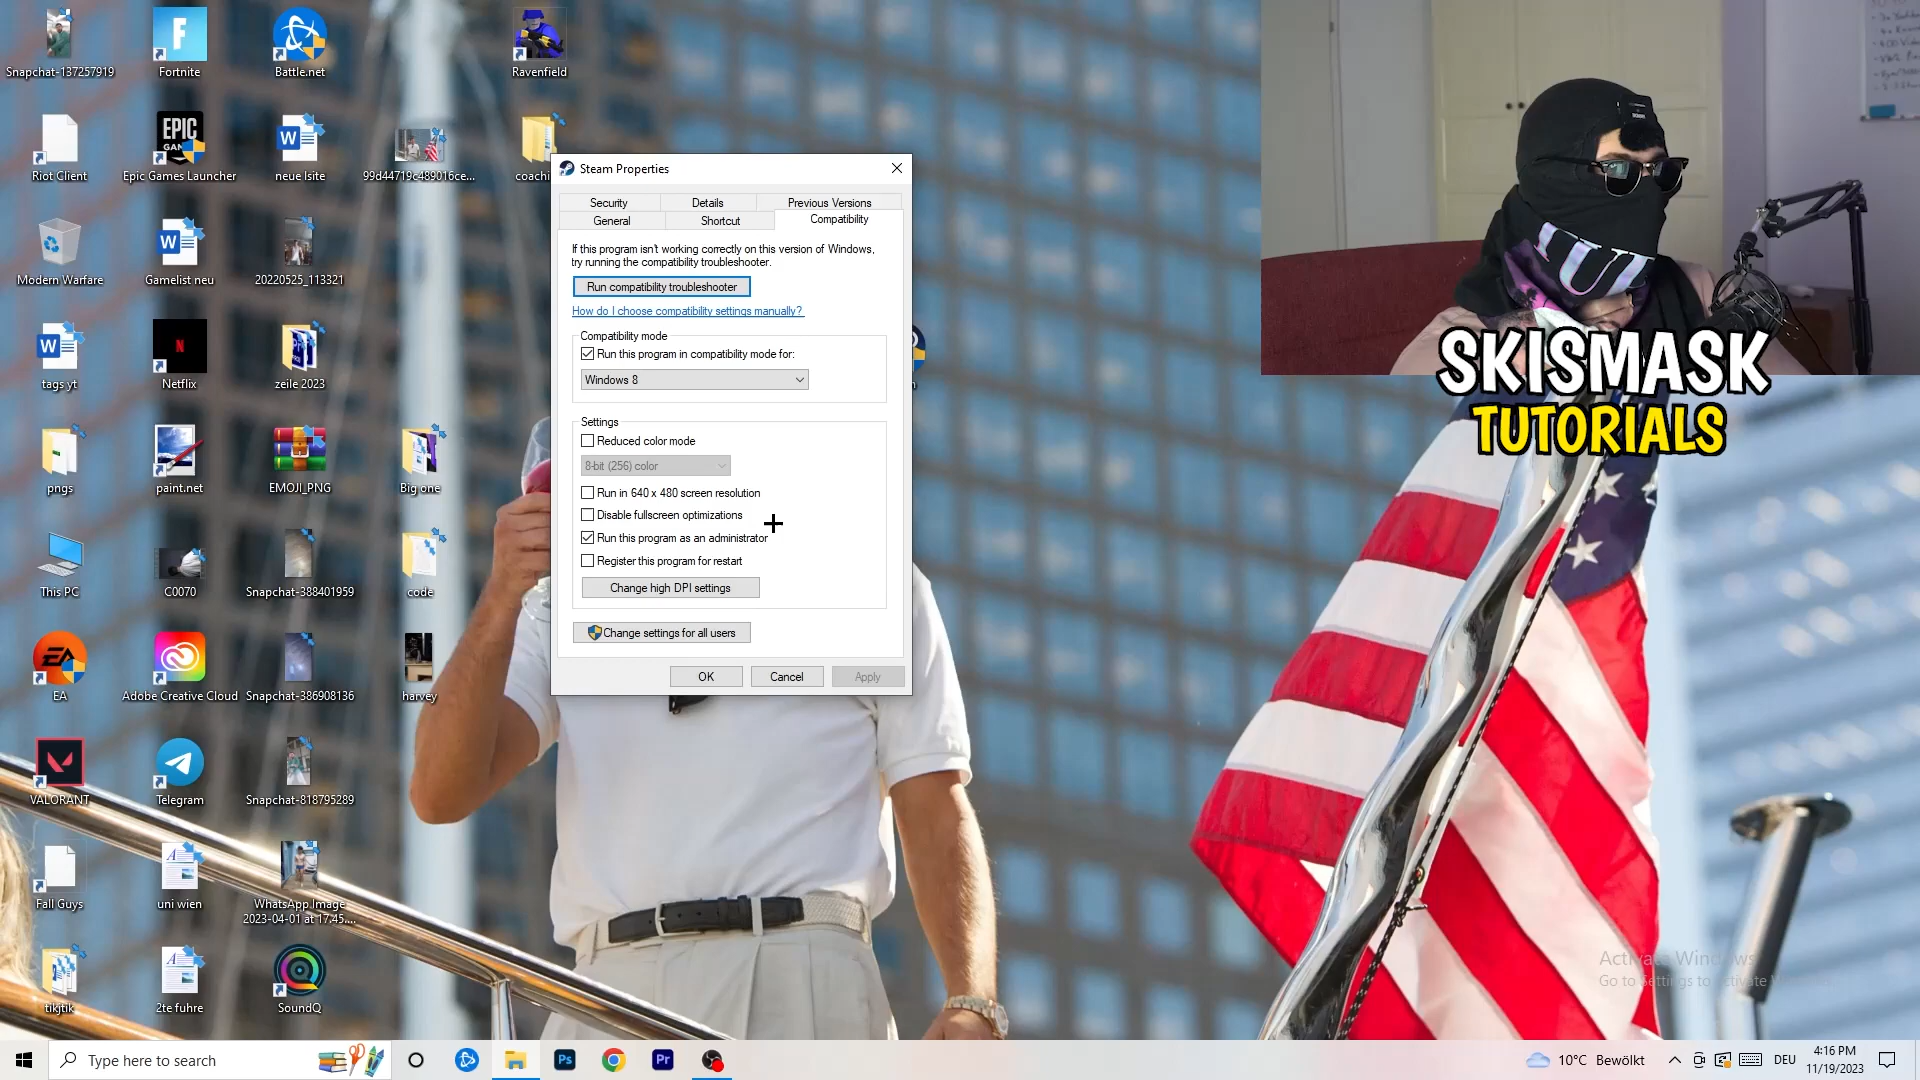 Snapchat-137257919
Fortnite
Battle.net
Ravenfield
Riot Client
EPIC
Epic Games Launcher
neue lsite
99d44719c489016ce...
coachi
Modern Warfare
Gamelist neu
20220525_113321
tags yt
Netflix
zeile 2023
pngs
paint.net
EMOJI_PNG
Big one
This PC
C0070
Snapchat-388401959
code
EA
Adobe Creative Cloud
Snapchat-386908136
harvey
VALORANT
Telegram
Snapchat-818795289
Fall Guys
uni wien
WhatsApp Image
2023-04-01 at 17.45....
tikjtik
2te fuhre
SoundQ
Steam Properties
Security
Details
Previous Versions
General
Shortcut
Compatibility
If this program isn't working correctly on this version of Windows,
try running the compatibility troubleshooter.
Run compatibility troubleshooter
How do I choose compatibility settings manually?
Compatibility mode
Run this program in compatibility mode for:
Windows 8
Settings
Reduced color mode
8-bit (256) color
Run in 640 x 480 screen resolution
Disable fullscreen optimizations
Run this program as an administrator
Register this program for restart
Change high DPI settings
Change settings for all users
OK
Cancel
Apply
SKISMASK
TUTORIALS
Activate Windows
Go to Settings to activate
Type here to search
Ps
Pr
10°C Bewölkt
DEU
4:16 PM
11/19/2023